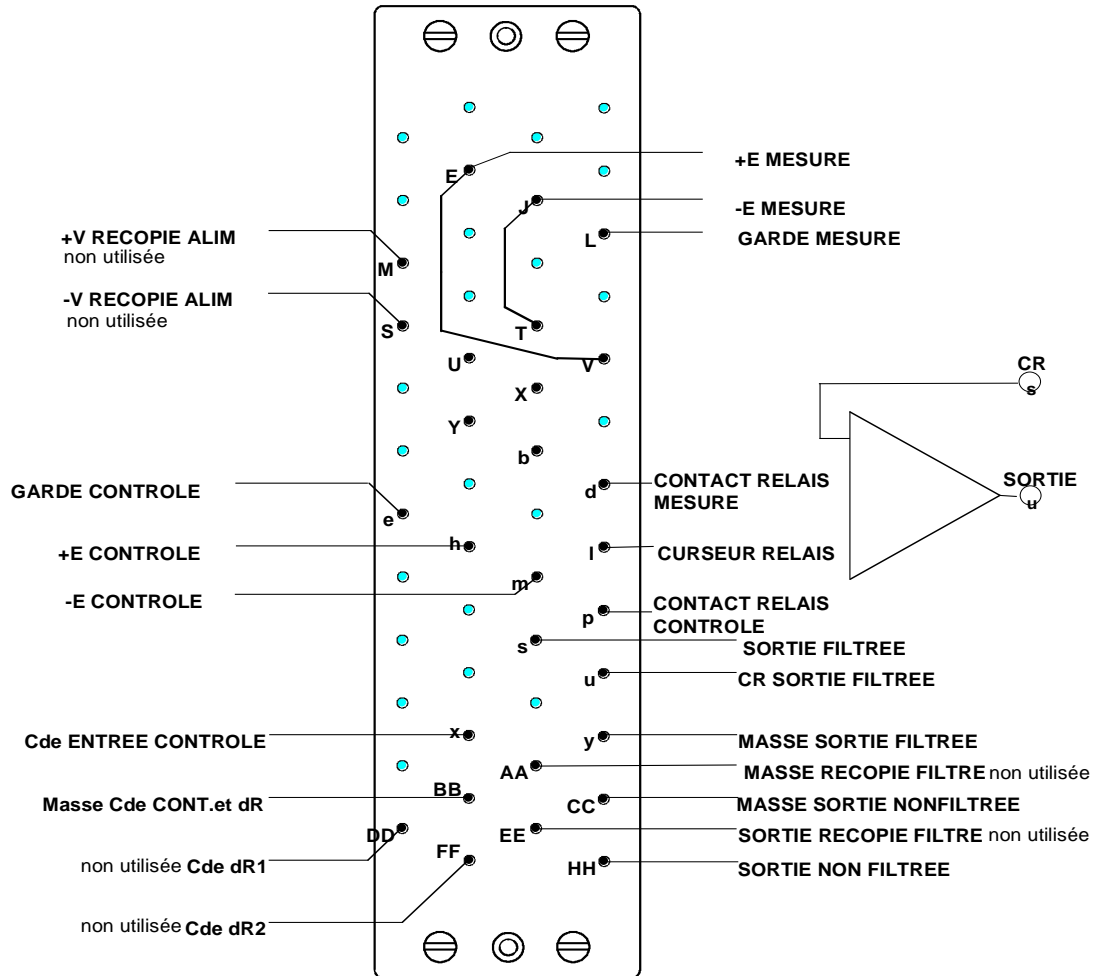 +E MESURE
E
J
-E MESURE
+V RECOPIE ALIM
L
GARDE MESURE
non utilisée
M
-V RECOPIE ALIM
non utilisée
S
T
U
V
CR
s
X
Y
b
GARDE CONTROLE
d
CONTACT RELAIS
MESURE
SORTIE
u
e
+E CONTROLE
h
l
CURSEUR RELAIS
-E CONTROLE
m
p
CONTACT RELAIS
CONTROLE
s
SORTIE FILTREE
u
CR SORTIE FILTREE
Cde ENTREE CONTROLE
x
y
MASSE SORTIE FILTREE
AA
MASSE RECOPIE FILTRE non utilisée
Masse Cde CONT.et dR
BB
CC
MASSE SORTIE NONFILTREE
DD
EE
SORTIE RECOPIE FILTRE non utilisée
non utilisée Cde dR1
FF
HH
SORTIE NON FILTREE
non utilisée Cde dR2